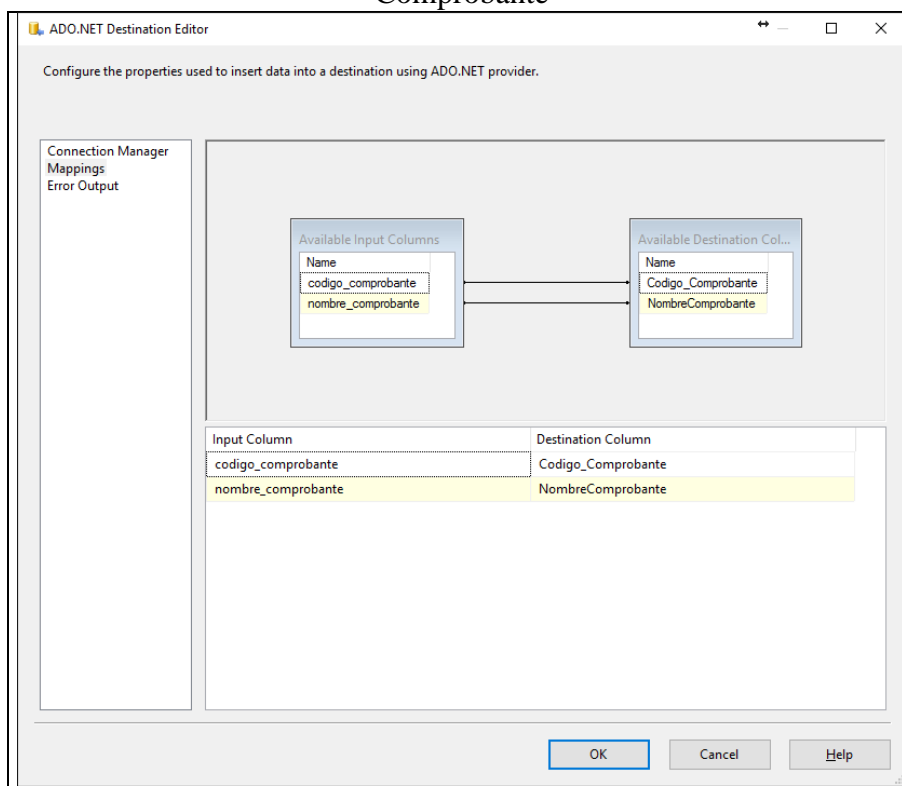 Comprobante
ADO.NET Destination Editor
Configure the properties used to insert data into a destination using ADO.NET provider.
Connection Manager
Mappings
Error Output
Available Input Columns
Name
codigo_comprobante
nombre_comprobante
Available Destination Col...
Name
Codigo_Comprobante
NombreComprobante
Input Column Destination Column
codigo_comprobante Codigo_Comprobante
nombre_comprobante NombreComprobante
OK Cancel Help